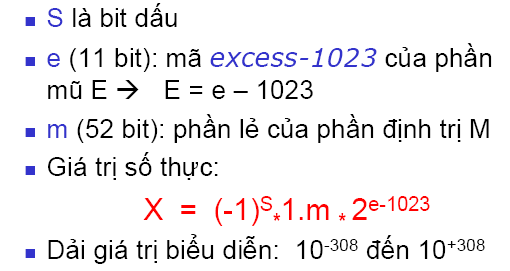 S là bit dấu
e (11 bit): mã excess-1023 của phần
mũ E → E = e – 1023
m (52 bit): phần lẻ của phần định trị M
Giá trị số thực:
X = (-1)^S * 1.m * 2^e-1023
Dải giá trị biểu diễn: 10^-308 đến 10^+308